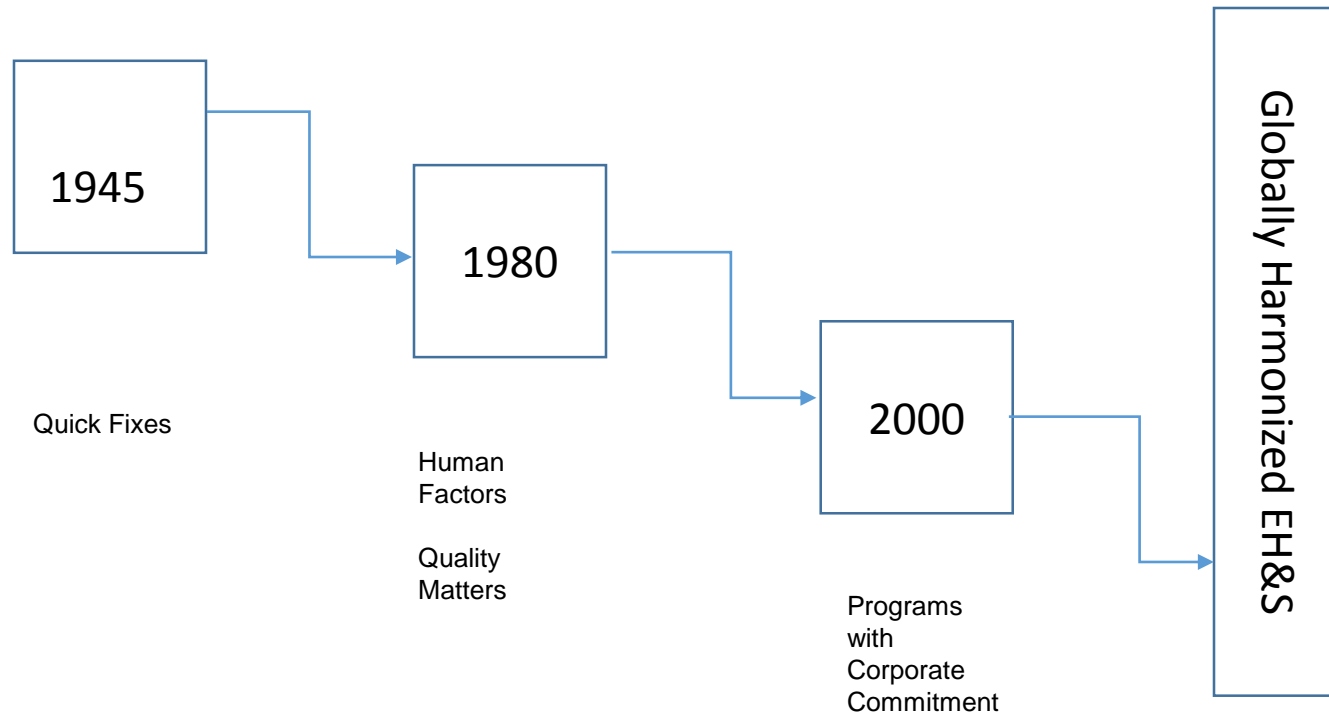 1945
Quick Fixes
1980
Human
Factors
Quality
Matters
2000
Programs
with
Corporate
Commitment
Globally Harmonized EH&S